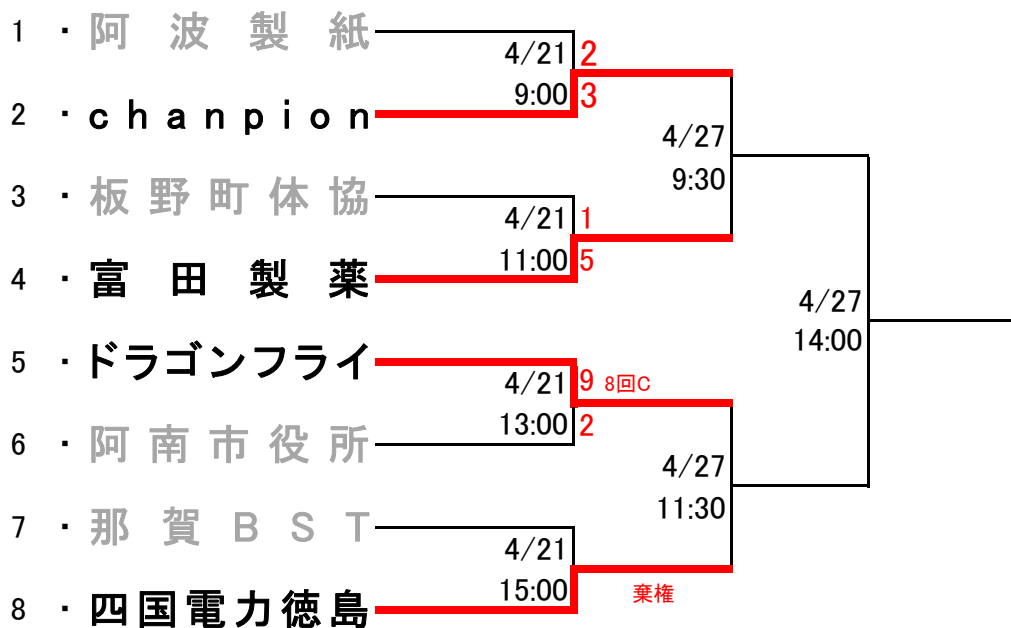 1 ・阿波製紙
4/21 2
9:00 3
2 ・chanpion
4/27
9:30
3 ・板野町体協
4/21 1
11:00 5
4 ・富田製薬
4/27
14:00
5 ・ドラゴンフライ
4/21 9 8回C
13:00 2
6 ・阿南市役所
4/27
11:30
7 ・那賀BST
4/21
15:00 棄権
8 ・四国電力徳島